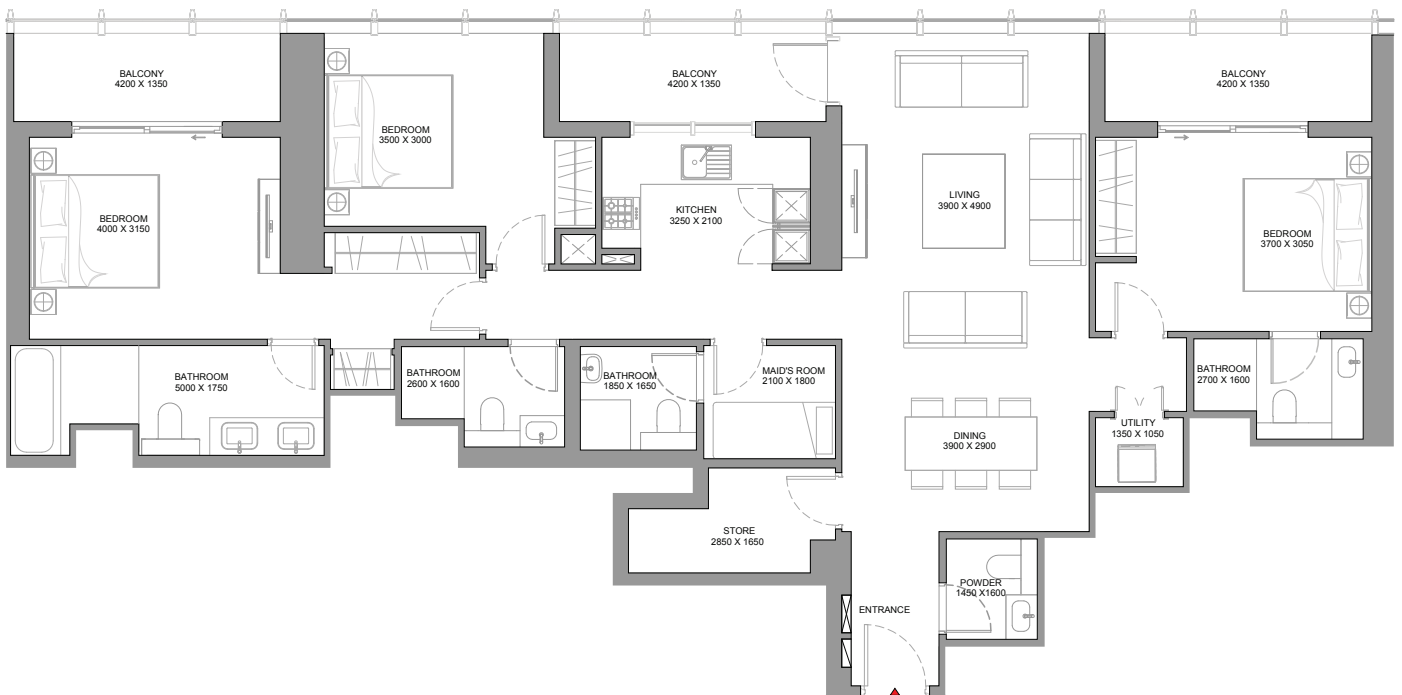 BALCONY
4200 X 1350
BALCONY
4200 X 1350
BALCONY
4200 X 1350
BEDROOM
3500 X 3000
LIVING
3900 X 4900
BEDROOM
4000 X 3150
KITCHEN
3250 X 2100
BEDROOM
3700 X 3050
BATHROOM
5000 X 1750
BATHROOM
2600 X 1600
BATHROOM
1850 X 1650
MAID'S ROOM
2100 X 1800
BATHROOM
2700 X 1600
UTILITY
1350 X 1050
DINING
3900 X 2900
STORE
2850 X 1650
POWDER
1450 X1600
ENTRANCE